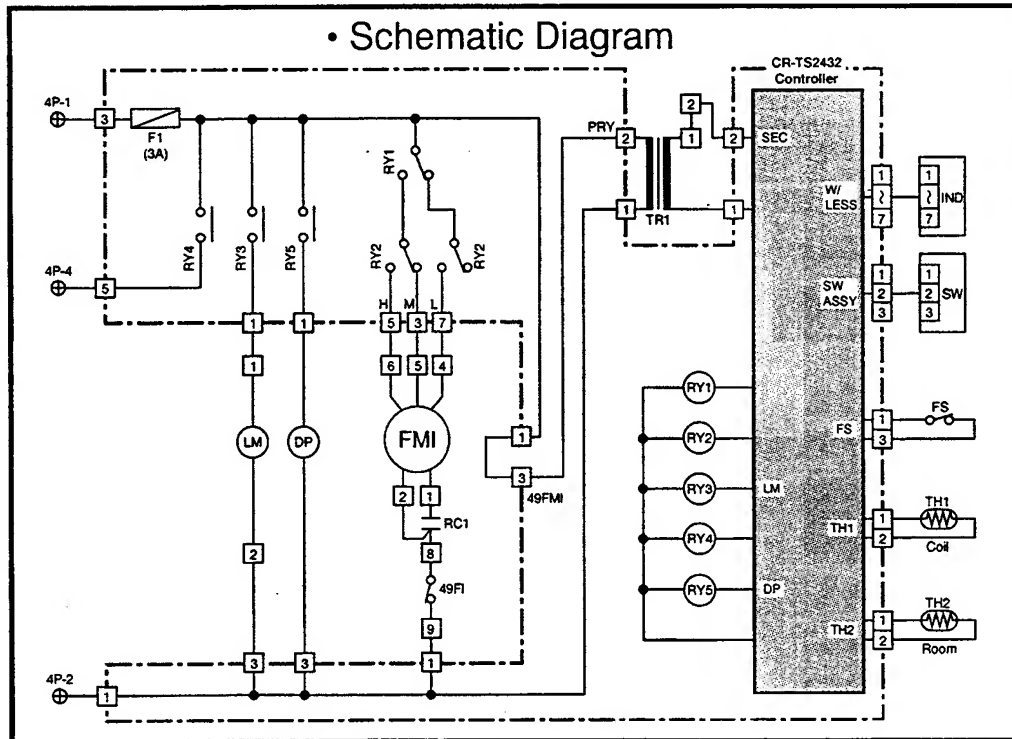 • Schematic Diagram
CR-TS2432
Controller
4P-1
3
F1
(3A)
PRY
2
1
2
1
TR1
2
SEC
1
RY1
RY2
RY2
RY4
RY3
RY5
4P-4
5
1
1
H
M
L
5
3
7
1
6
5
4
LM
DP
FMI
1
3
49FMI
2
1
RC1
8
2
49FI
9
3
3
1
4P-2
1
W/
LESS
1
~
7
1
~
7
IND
SW
ASSY
1
2
3
1
2
3
SW
RY1
RY2
RY3
LM
RY4
RY5
DP
FS
1
3
FS
TH1
1
2
TH1
Coil
TH2
1
2
TH2
Room